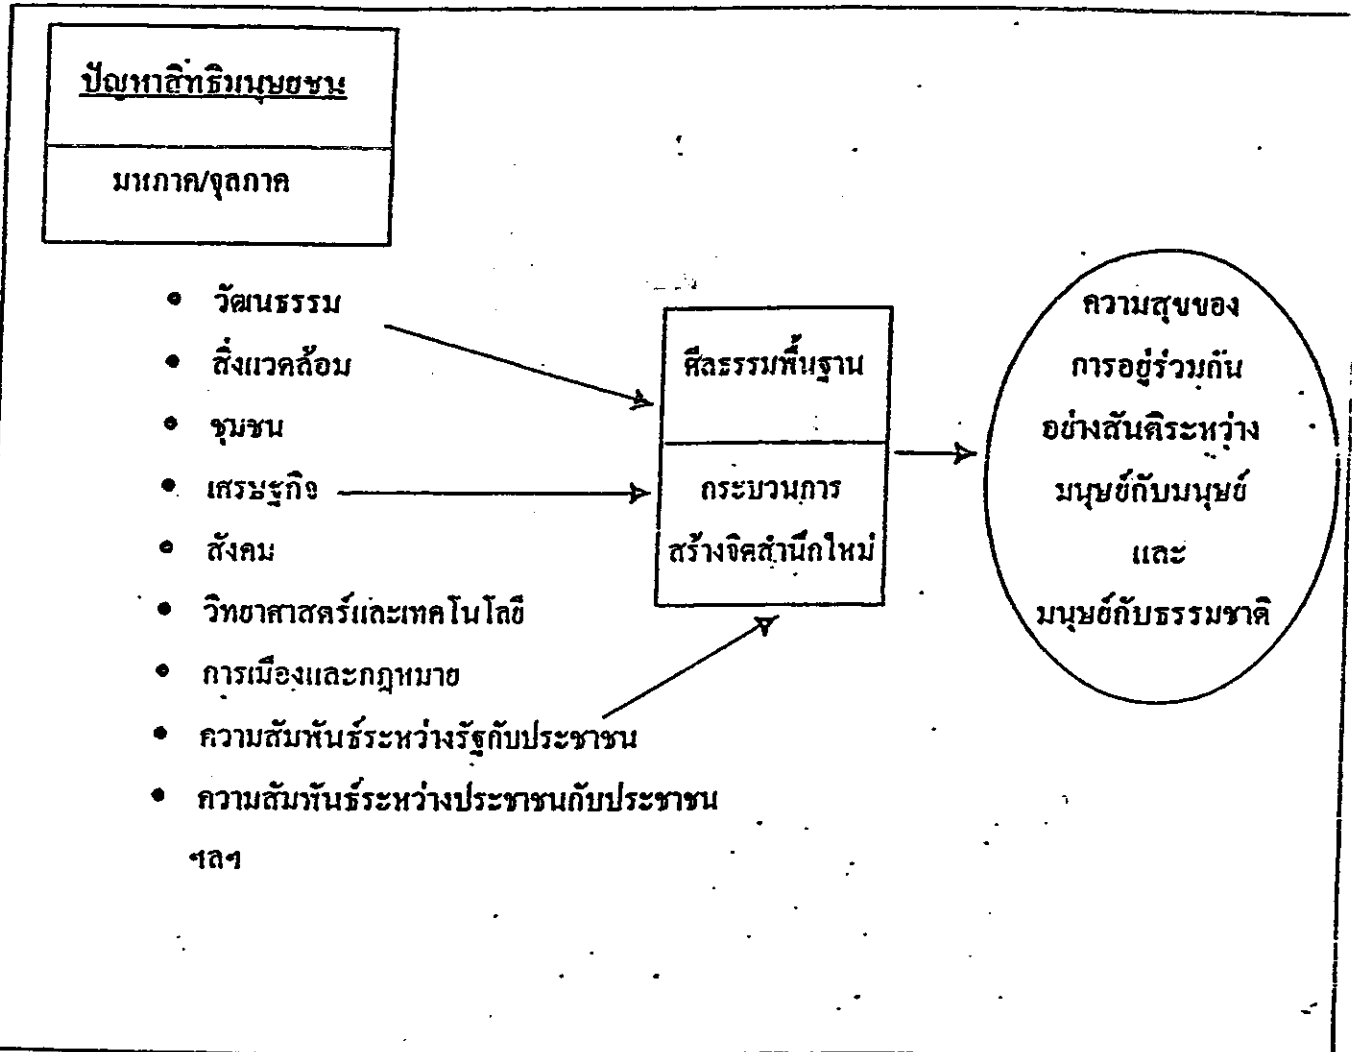 ปัญหาสิทธิมนุษยชน
มหภาค/จุลภาค
• วัฒนธรรม
• สิ่งแวดล้อม
• ชุมชน
• เศรษฐกิจ
• สังคม
• วิทยาศาสตร์และเทคโนโลยี
• การเมืองและกฎหมาย
• ความสัมพันธ์ระหว่างรัฐกับประชาชน
• ความสัมพันธ์ระหว่างประชาชนกับประชาชน
ฯลฯ
ศีลธรรมพื้นฐาน
กระบวนการ
สร้างจิตสำนึกใหม่
ความสุขของ
การอยู่ร่วมกัน
อย่างสันติระหว่าง
มนุษย์กับมนุษย์
และ
มนุษย์กับธรรมชาติ